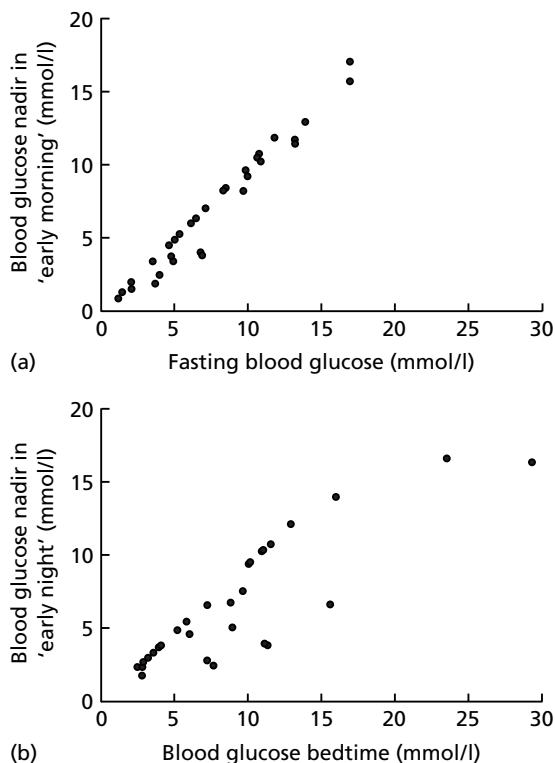 20
15
10
5
0
Blood glucose nadir in
‘early morning’ (mmol/l)
0 5 10 15 20 25 30
(a) Fasting blood glucose (mmol/l)
20
15
10
5
0
Blood glucose nadir in
‘early night’ (mmol/l)
0 5 10 15 20 25 30
(b) Blood glucose bedtime (mmol/l)